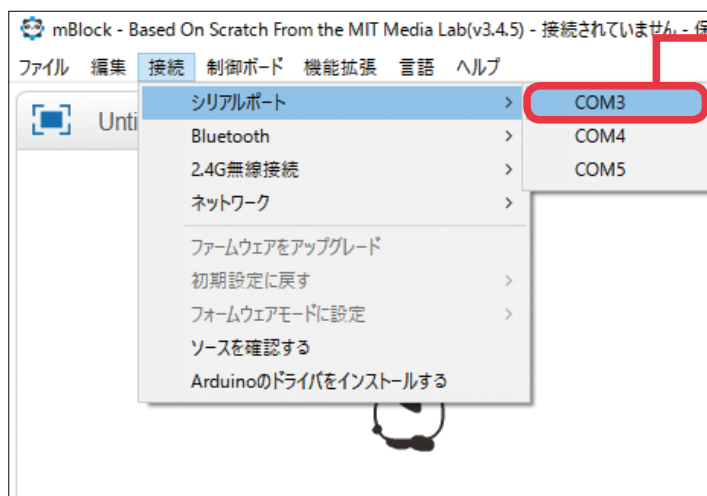 mBlock - Based On Scratch From the MIT Media Lab(v3.4.5) - 接続されていません - 保
ファイル 編集 接続 制御ボード 機能拡張 言語 ヘルプ
Unti
シリアルポート > COM3
Bluetooth > COM4
2.4G無線接続 > COM5
ネットワーク >
ファームウェアをアップグレード
初期設定に戻す >
フォームウェアモードに設定 >
ソースを確認する
Arduinoのドライバをインストールする